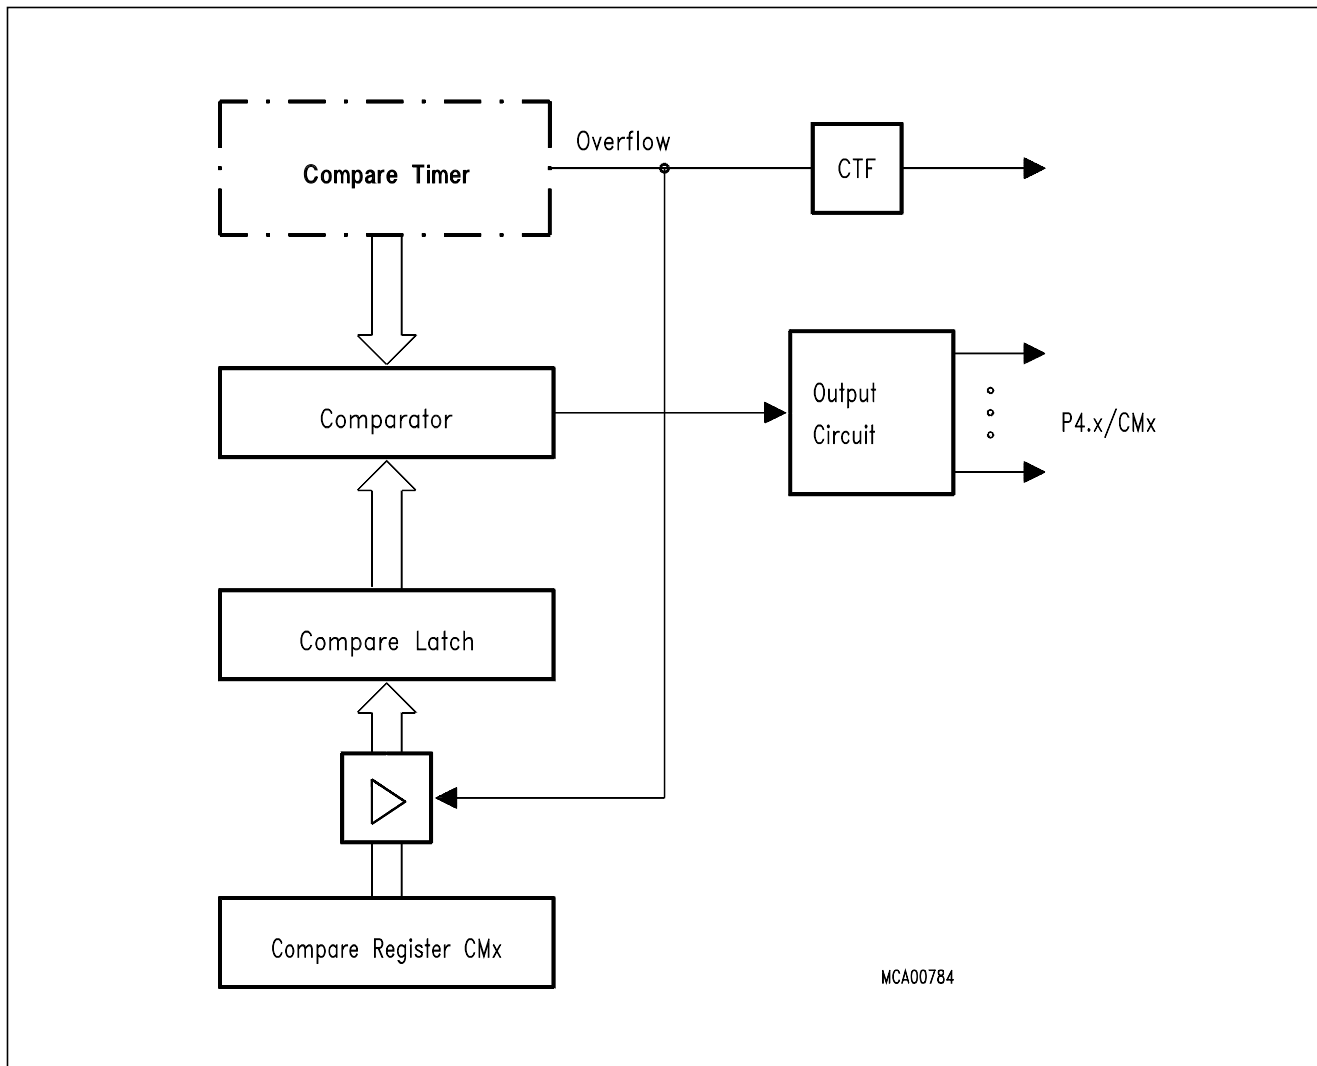 Overflow
Compare Timer
CTF
Comparator
Output
Circuit
P4.x/CMx
Compare Latch
Compare Register CMx
MCA00784